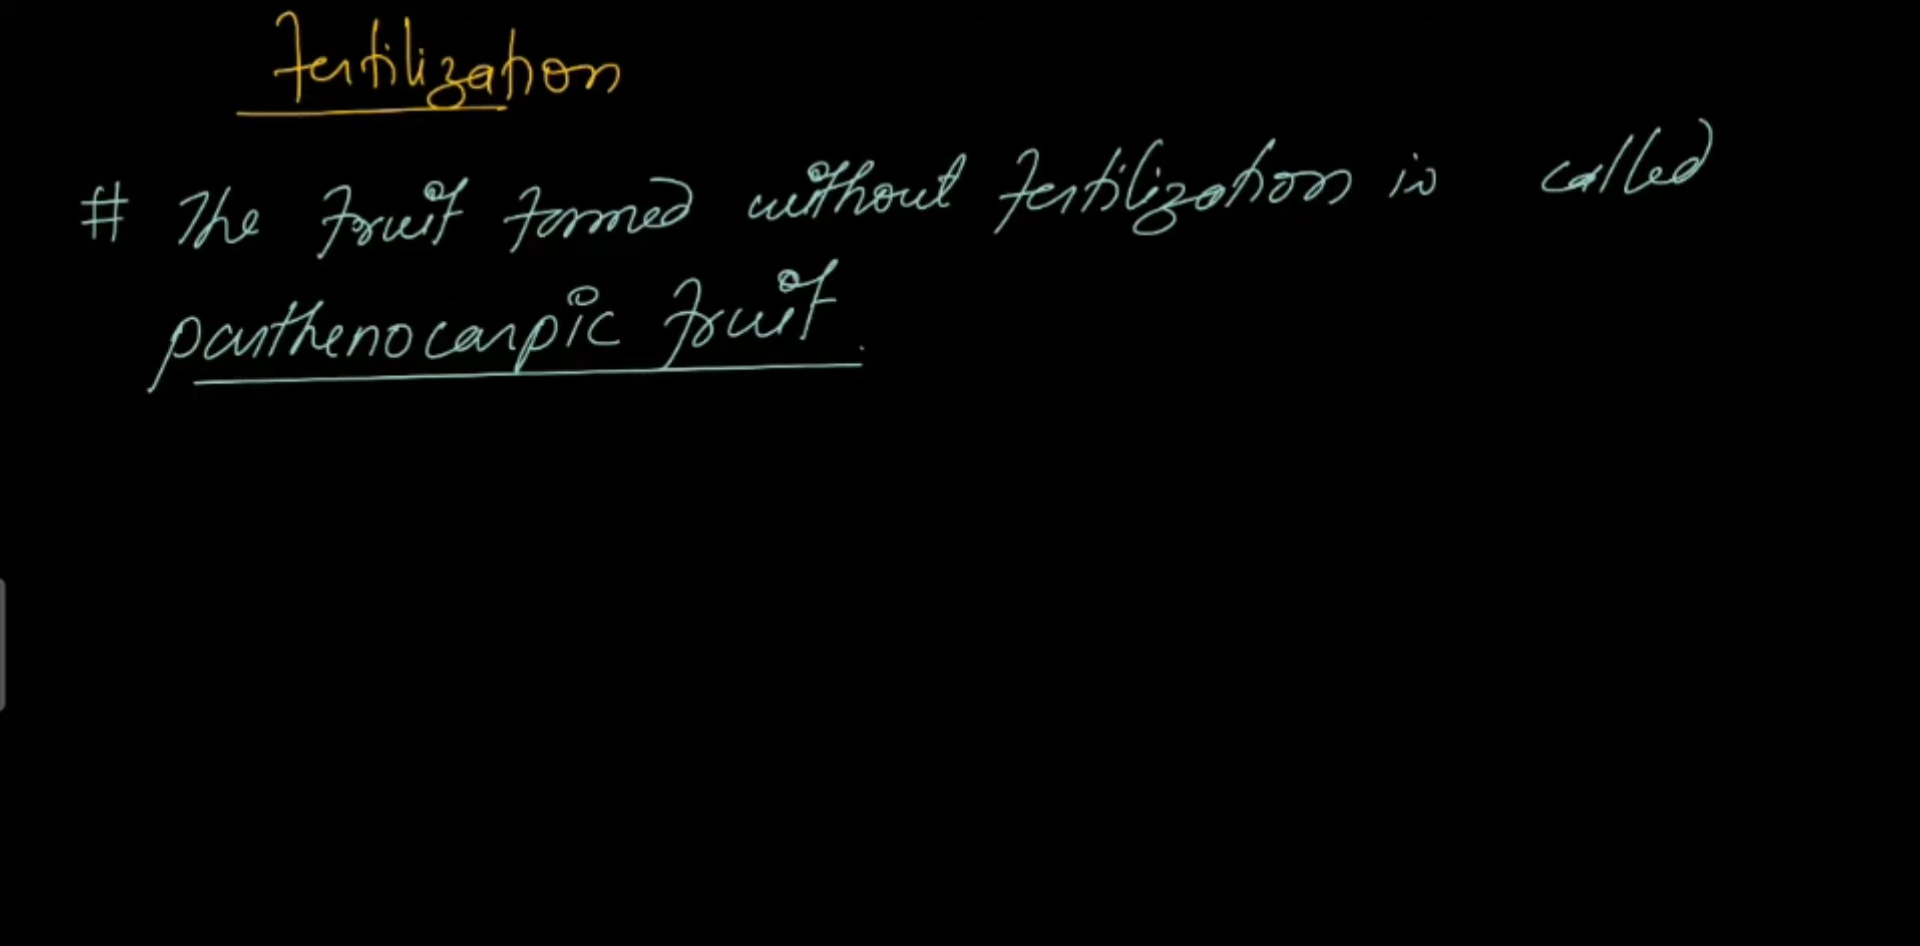 Fertilization
# The fruit formed without fertilization is called
parthenocarpic fruit.